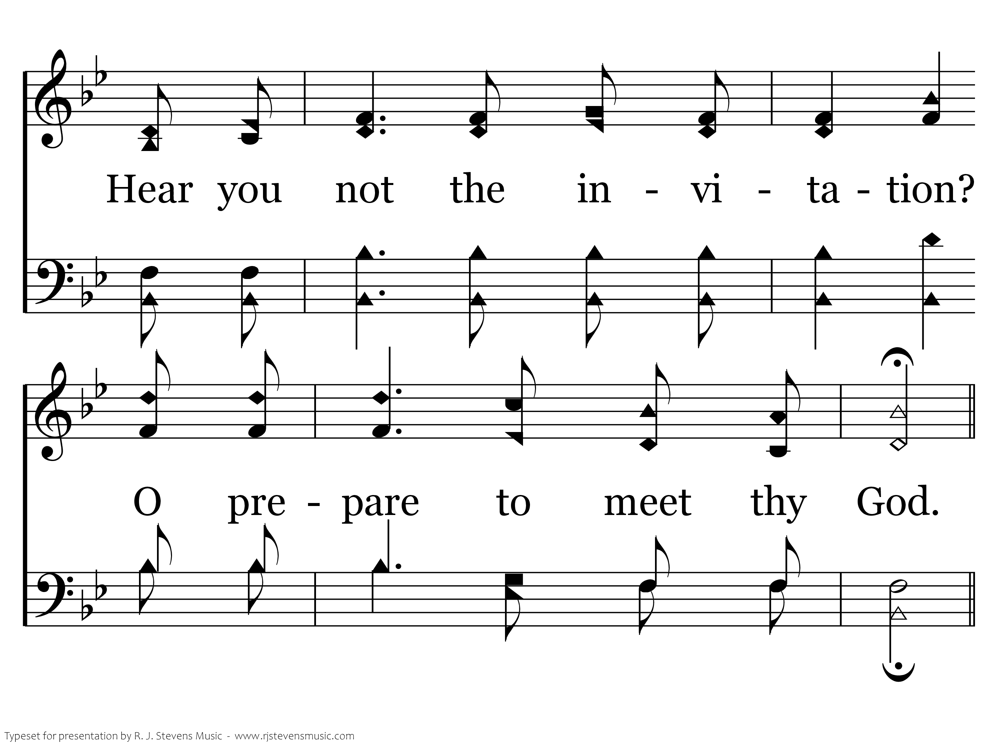 Hear you not the in - vi - ta - tion?
O pre - pare to meet thy God.
Typeset for presentation by R. J. Stevens Music - www.rjstevensmusic.com